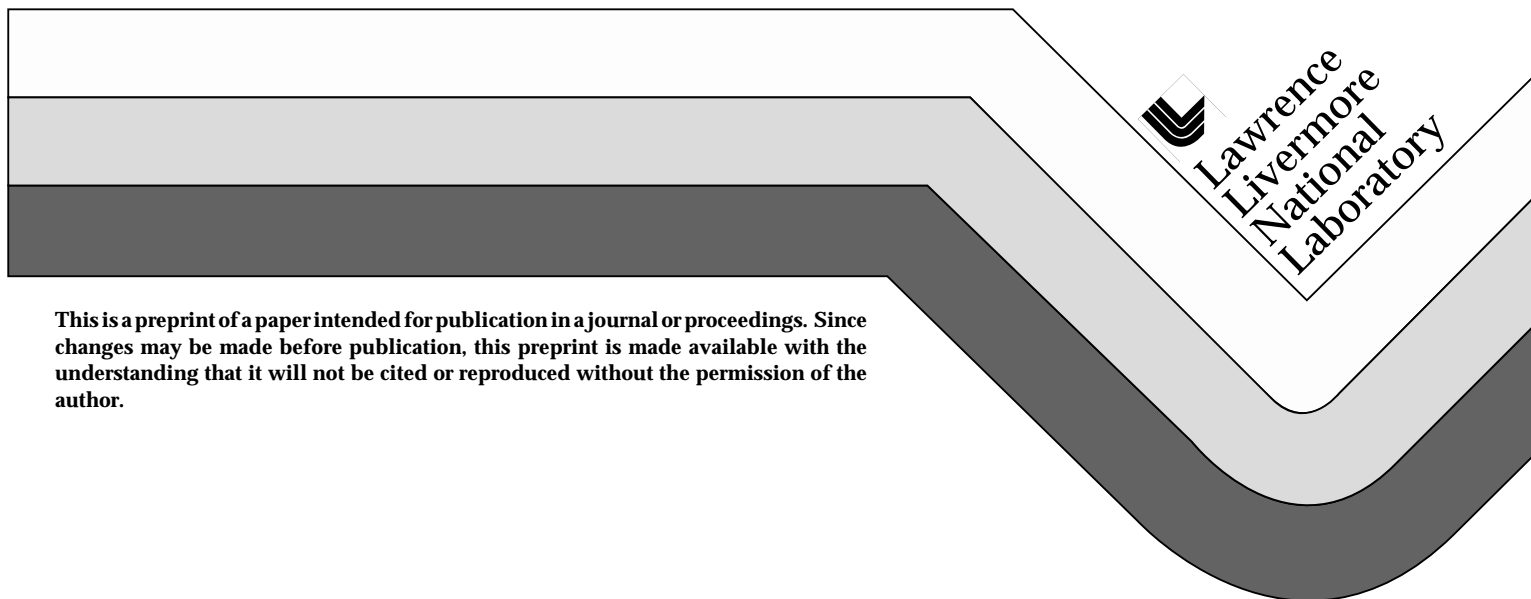 Lawrence
Livermore
National
Laboratory
This is a preprint of a paper intended for publication in a journal or proceedings. Since
changes may be made before publication, this preprint is made available with the
understanding that it will not be cited or reproduced without the permission of the
author.